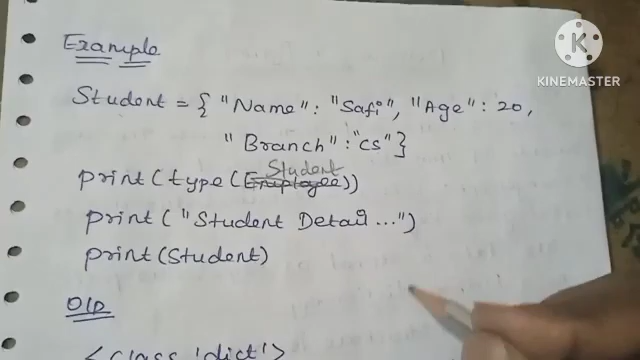 Example
Student = { "Name": "Safi", "Age": 20,
"Branch": "CS" }
Student
print(type(Employee))
print( "Student Detail ...")
print(Student)
O/p
< class 'dict' >
K
KINEMASTER